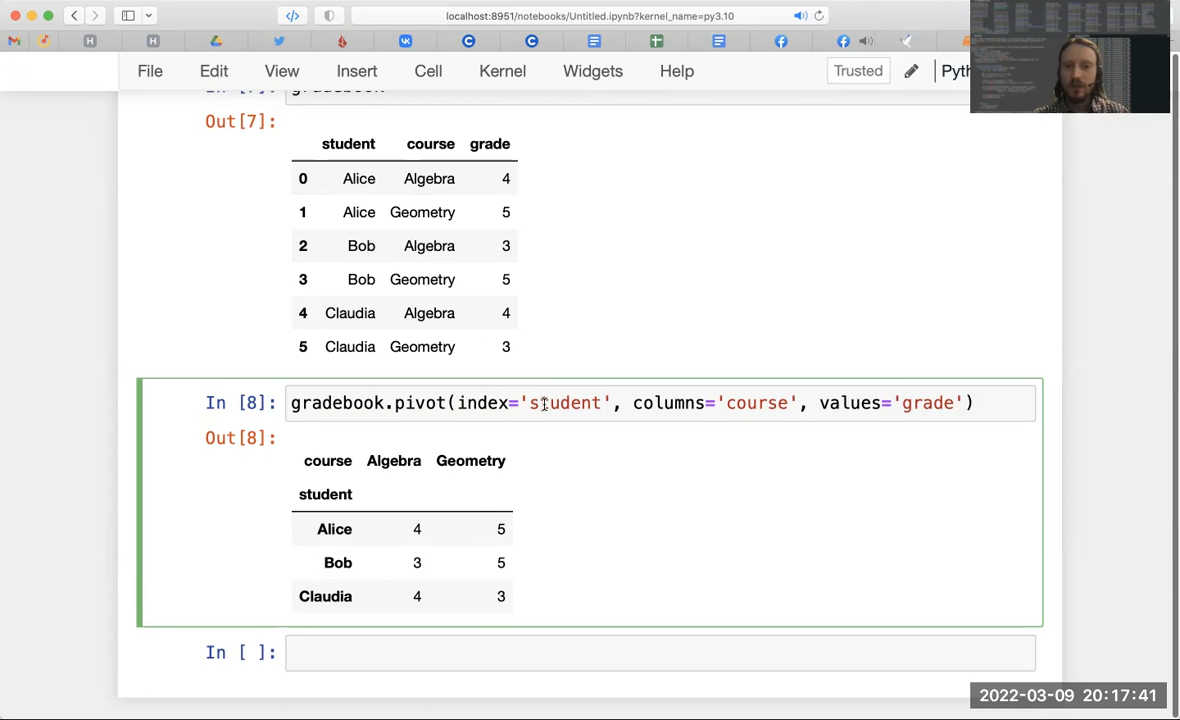 localhost:8951/notebooks/Untitled.ipynb?kernel_name=py3.10
File Edit View Insert Cell Kernel Widgets Help Trusted Pyth
In [7]: gradebook
Out[7]:
student course grade
0 Alice Algebra 4
1 Alice Geometry 5
2 Bob Algebra 3
3 Bob Geometry 5
4 Claudia Algebra 4
5 Claudia Geometry 3
In [8]: gradebook.pivot(index='student', columns='course', values='grade')
Out[8]:
course Algebra Geometry
student
Alice 4 5
Bob 3 5
Claudia 4 3
In [ ]:
2022-03-09 20:17:41